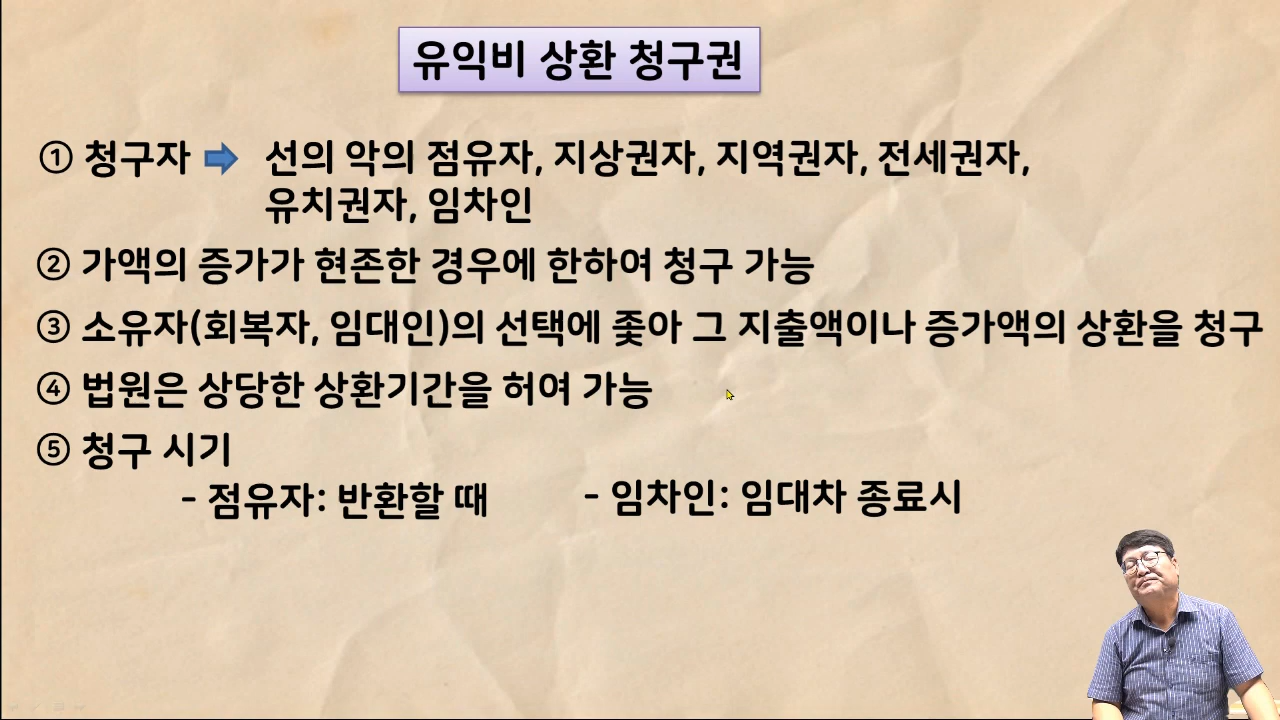 유익비 상환 청구권
① 청구자 ➡ 선의 악의 점유자, 지상권자, 지역권자, 전세권자,
유치권자, 임차인
② 가액의 증가가 현존한 경우에 한하여 청구 가능
③ 소유자(회복자, 임대인)의 선택에 좇아 그 지출액이나 증가액의 상환을 청구
④ 법원은 상당한 상환기간을 허여 가능
⑤ 청구 시기
- 점유자: 반환할 때 - 임차인: 임대차 종료시